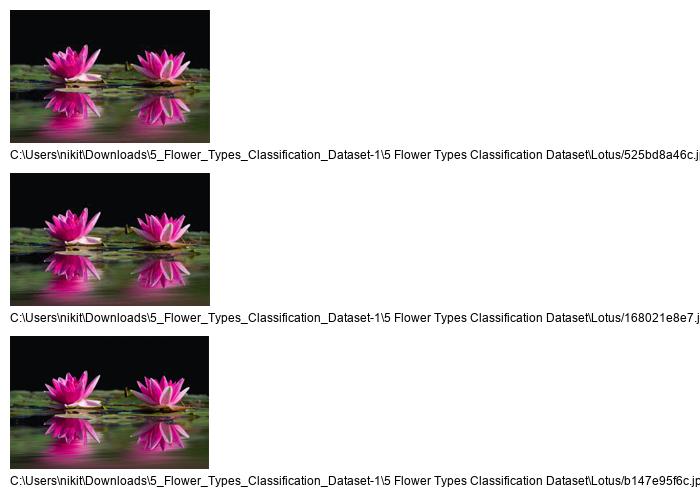 C:\Users\nikit\Downloads\5_Flower_Types_Classification_Dataset-1\5 Flower Types Classification Dataset\Lotus/525bd8a46c.j
C:\Users\nikit\Downloads\5_Flower_Types_Classification_Dataset-1\5 Flower Types Classification Dataset\Lotus/168021e8e7.j
C:\Users\nikit\Downloads\5_Flower_Types_Classification_Dataset-1\5 Flower Types Classification Dataset\Lotus/b147e95f6c.jp